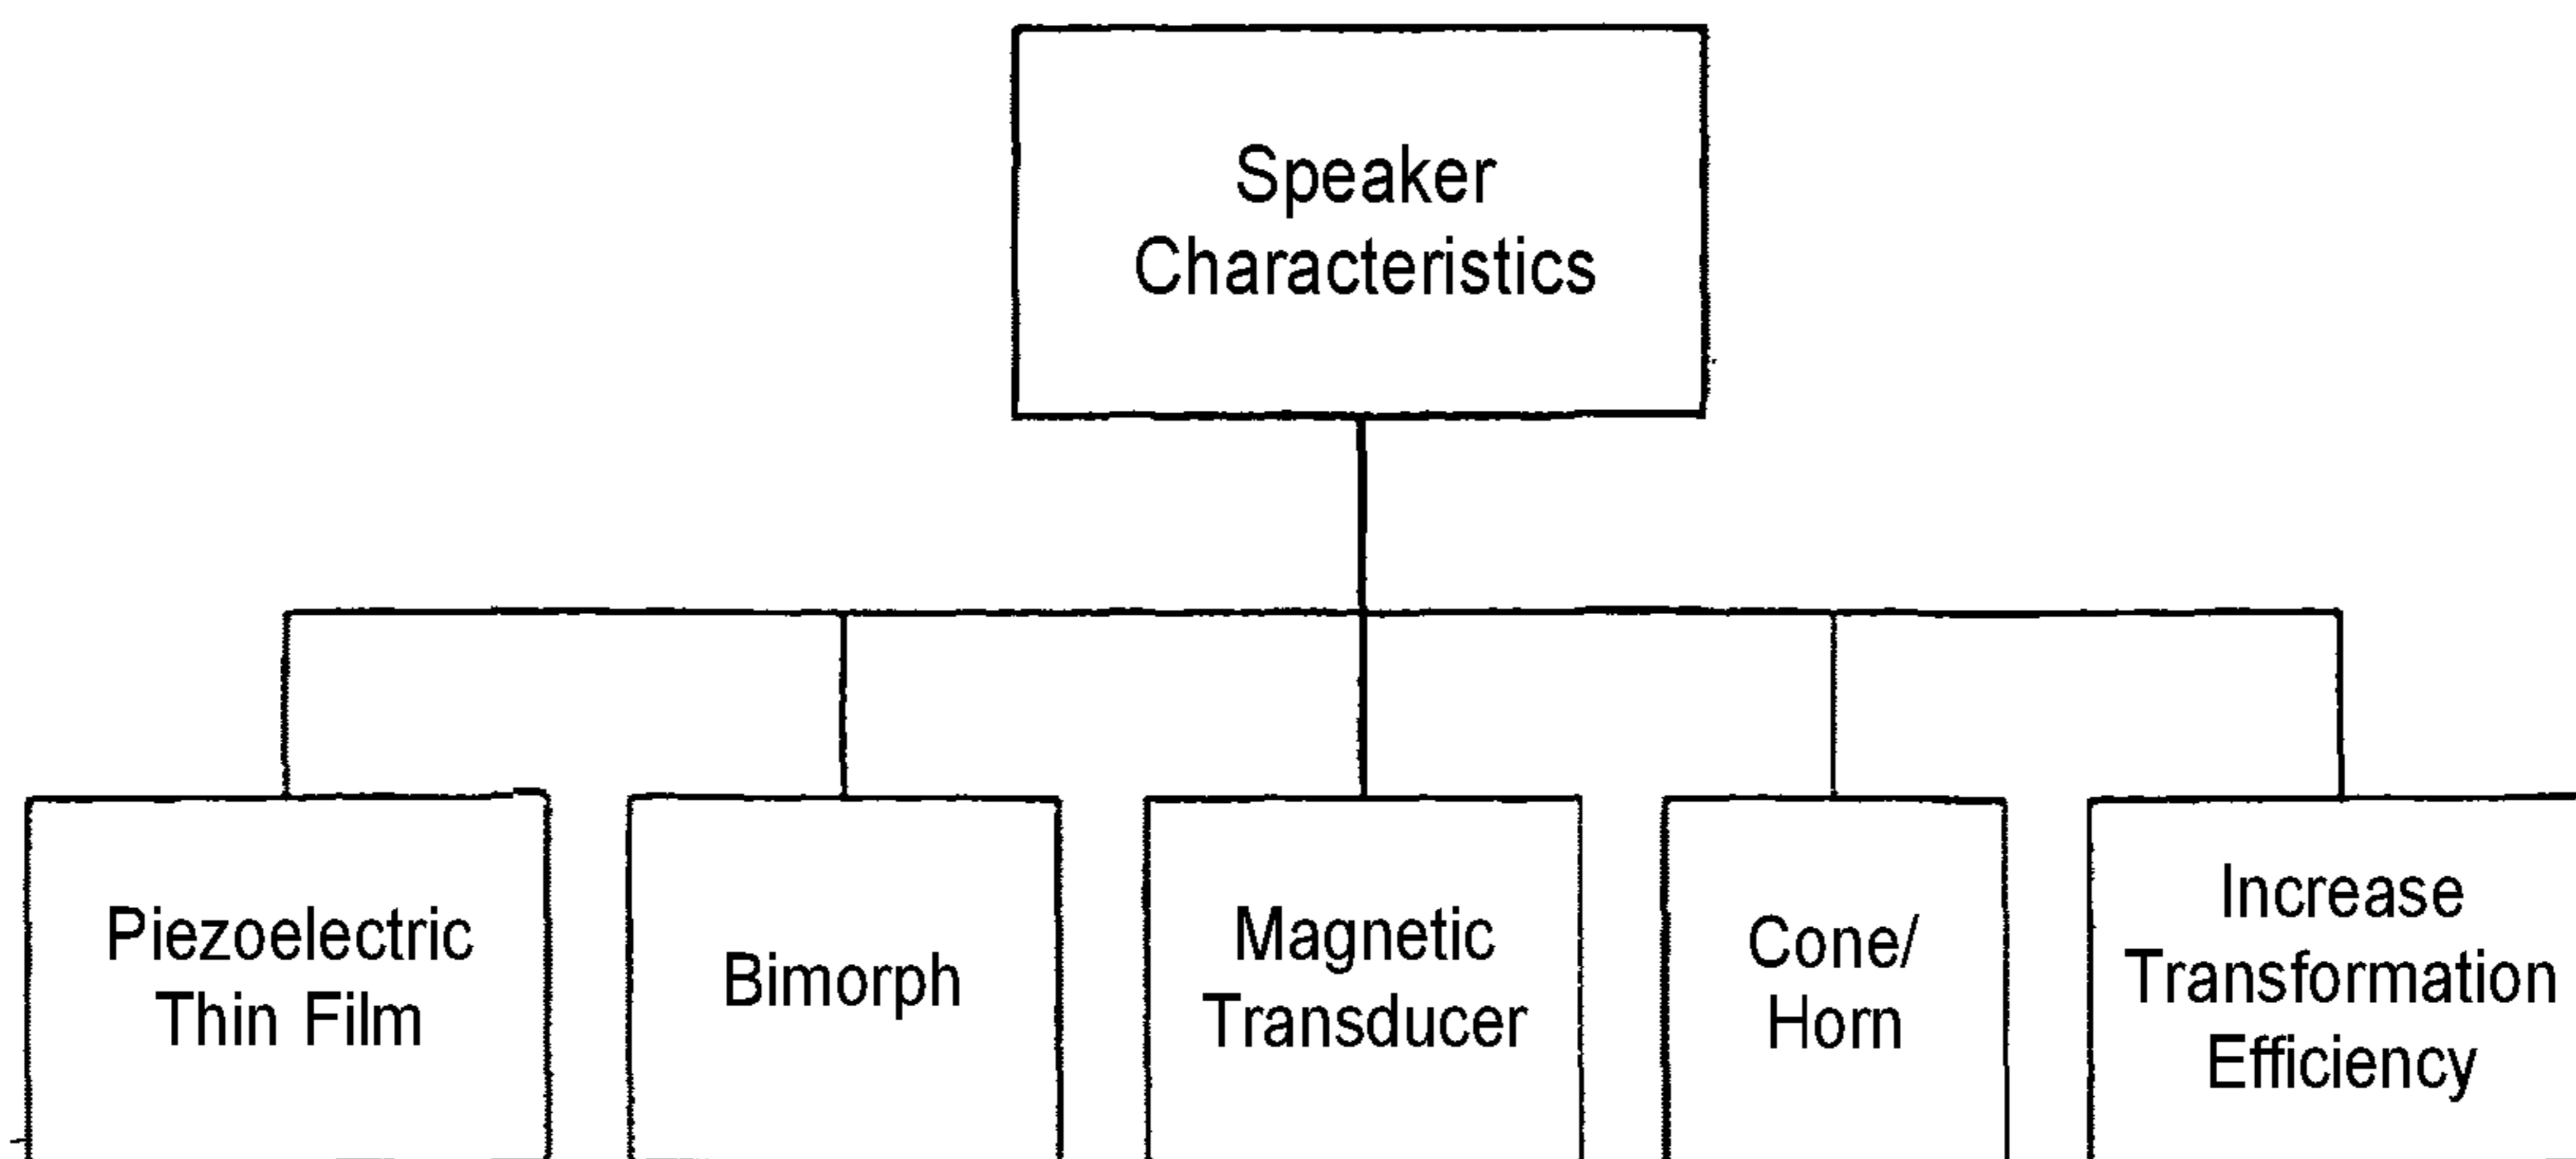 Speaker
Characteristics
Piezoelectric
Thin Film
Bimorph
Magnetic
Transducer
Cone/
Horn
Increase
Transformation
Efficiency